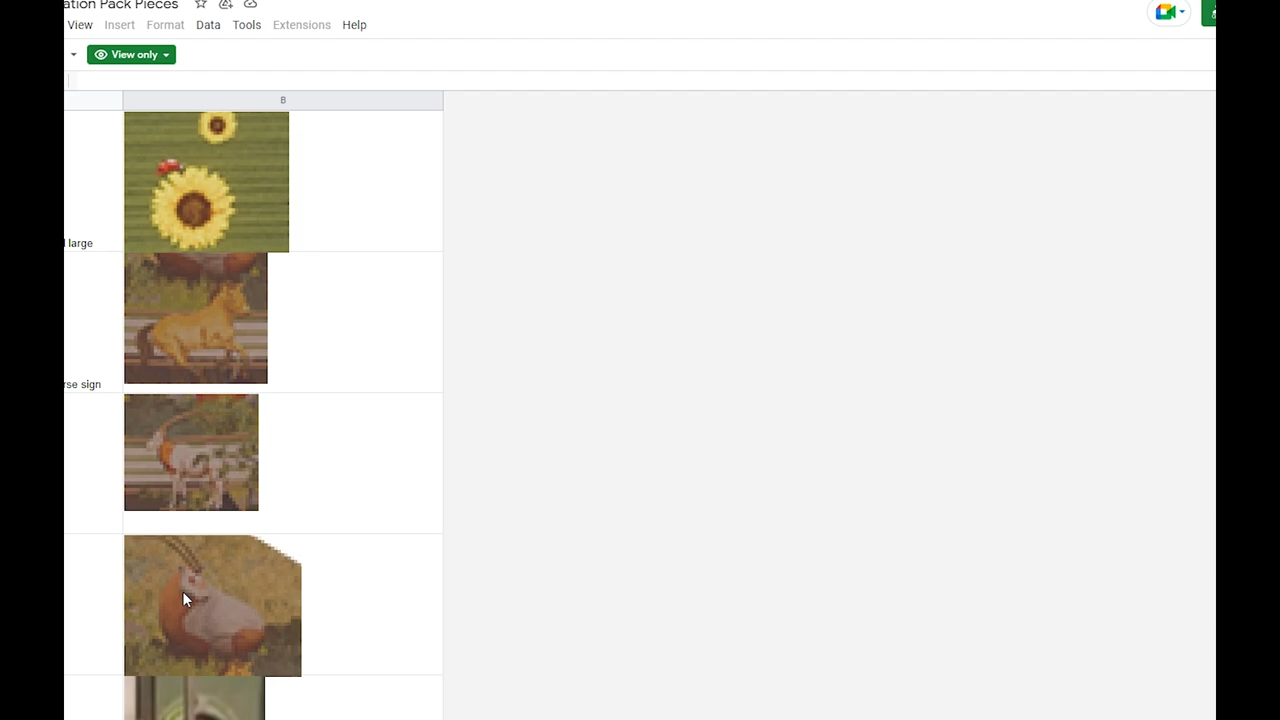 ation Pack Pieces
View Insert Format Data Tools Extensions Help
View only
B
large
rse sign